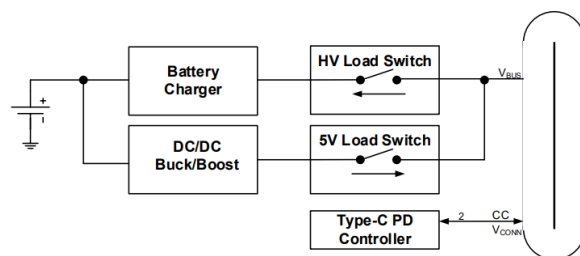 Battery
Charger
HV Load Switch
VBUS
+
DC/DC
Buck/Boost
5V Load Switch
Type-C PD
Controller
2
CC
VCONN